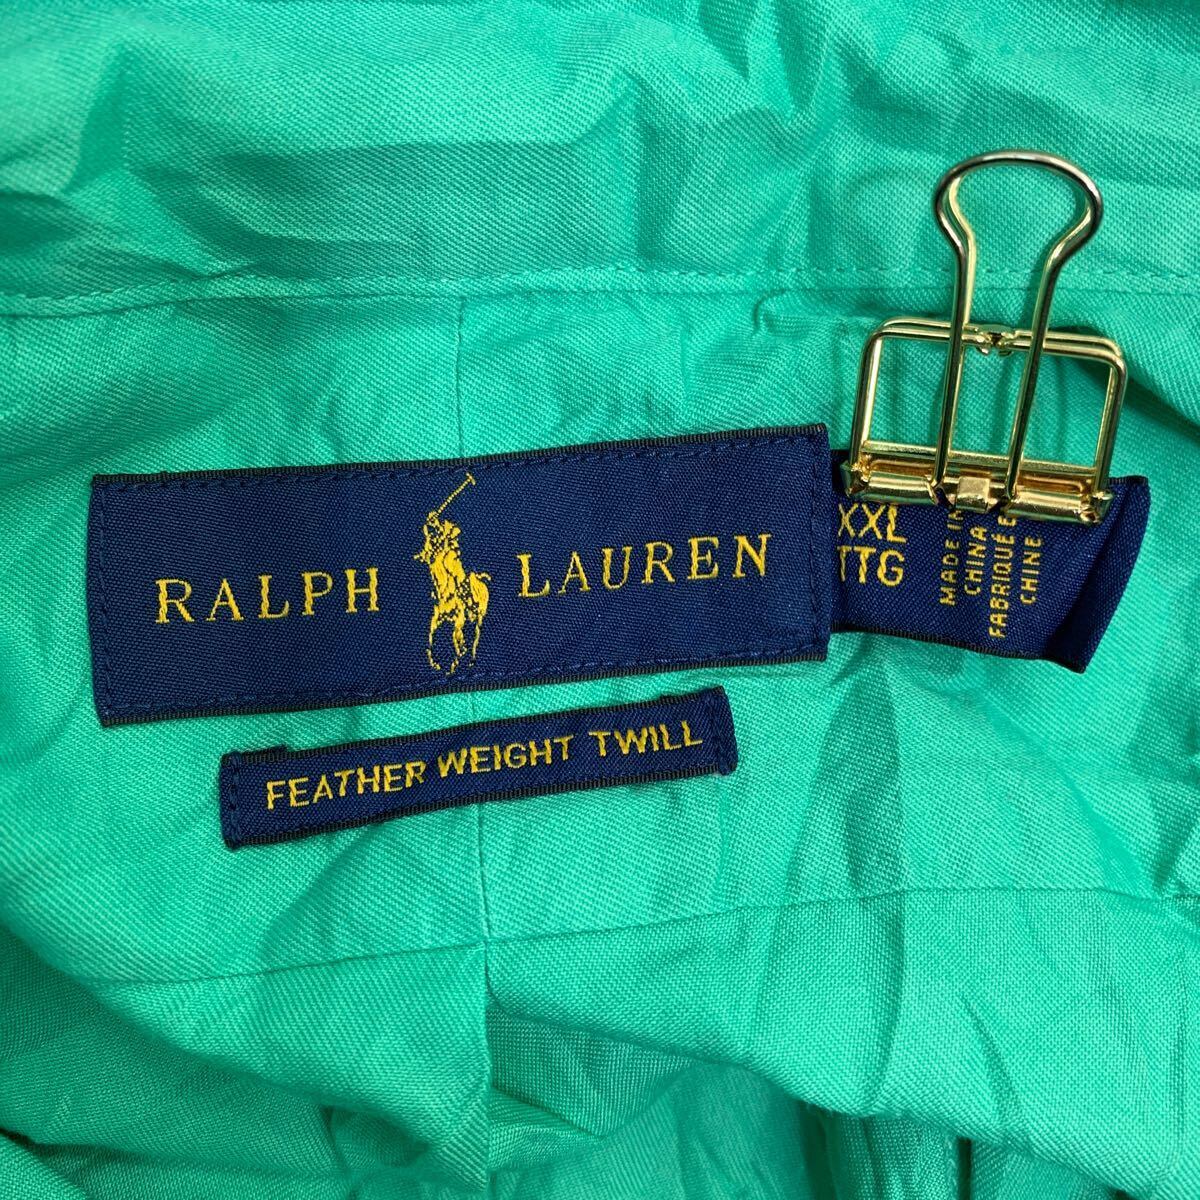 RALPH LAUREN
FEATHER WEIGHT TWILL
XXL
TTG
MADE IN
CHINA
FABRIQUÉ
CHINE